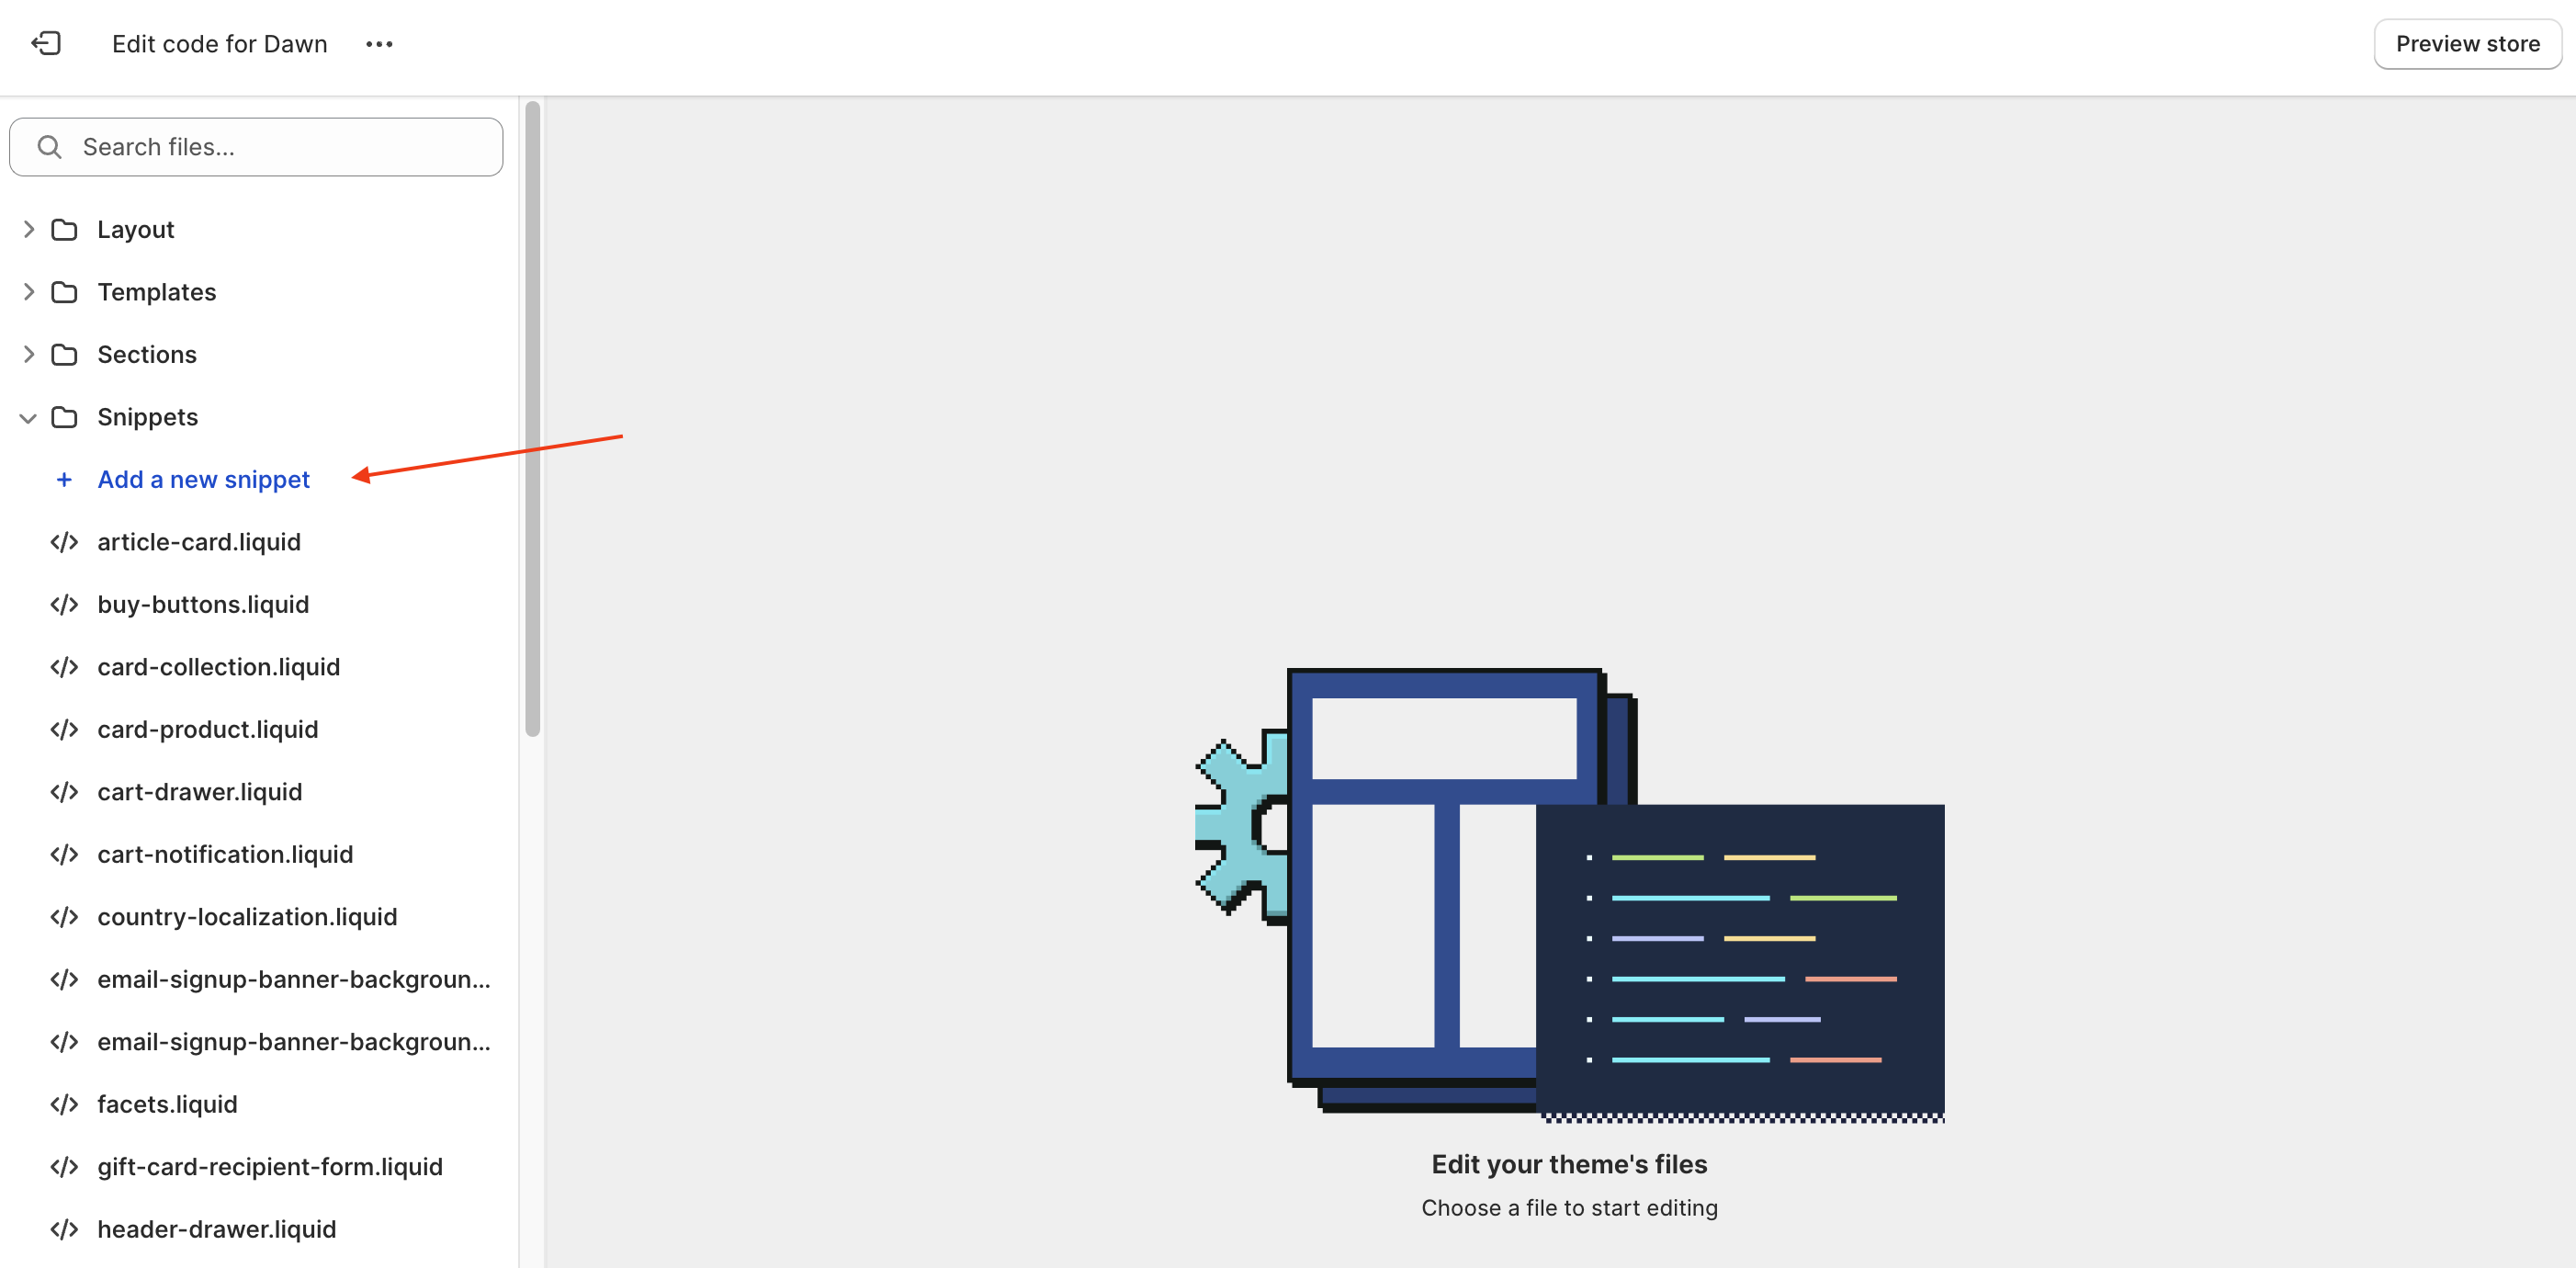 Edit code for Dawn
Preview store
Search files...
Layout
Templates
Sections
Snippets
+ Add a new snippet
article-card.liquid
buy-buttons.liquid
card-collection.liquid
card-product.liquid
cart-drawer.liquid
cart-notification.liquid
country-localization.liquid
email-signup-banner-backgroun...
email-signup-banner-backgroun...
facets.liquid
gift-card-recipient-form.liquid
header-drawer.liquid
Edit your theme's files
Choose a file to start editing